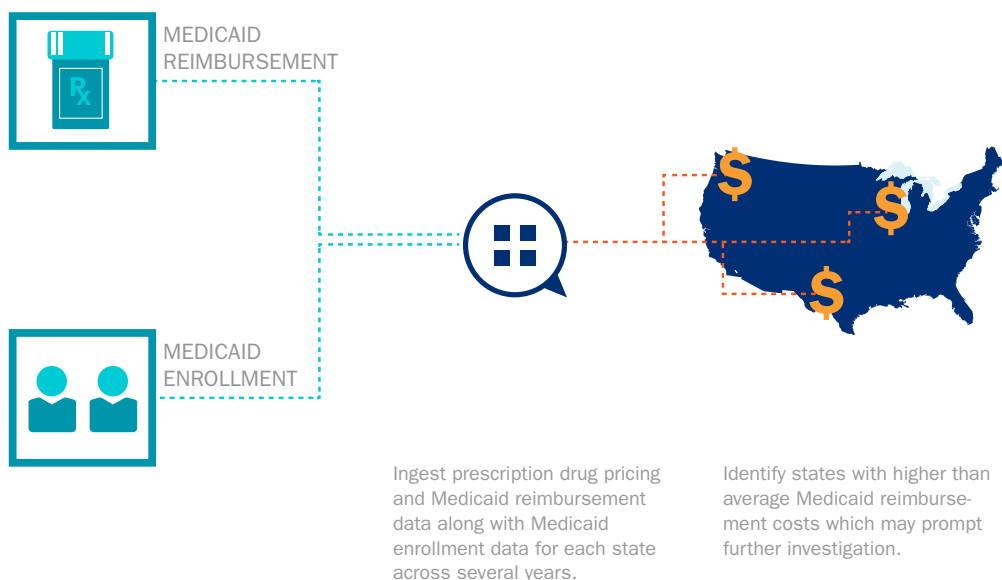 MEDICAID
REIMBURSEMENT
Rx
$
$
$
MEDICAID
ENROLLMENT
Ingest prescription drug pricing
and Medicaid reimbursement
data along with Medicaid
enrollment data for each state
across several years.
Identify states with higher than
average Medicaid reimburse-
ment costs which may prompt
further investigation.